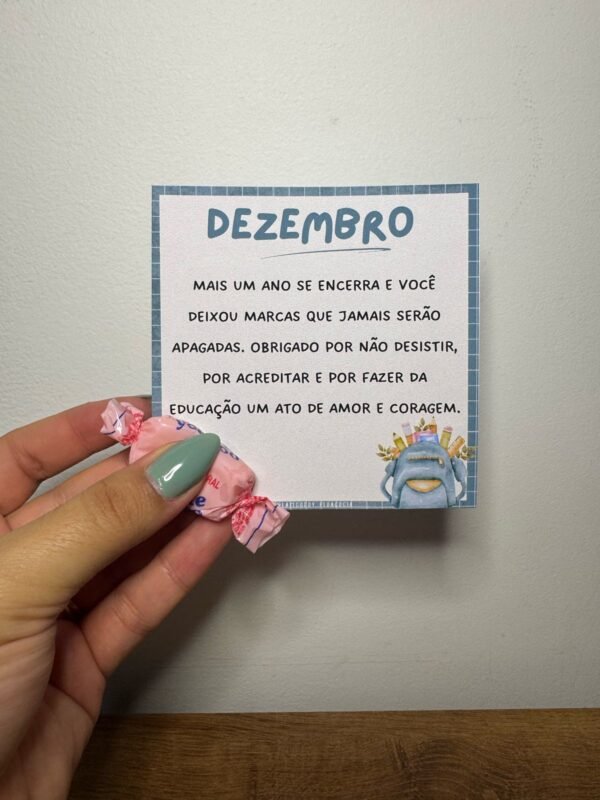 DEZEMBRO
MAIS UM ANO SE ENCERRA E VOCÊ
DEIXOU MARCAS QUE JAMAIS SERÃO
APAGADAS. OBRIGADO POR NÃO DESISTIR,
POR ACREDITAR E POR FAZER DA
EDUCAÇÃO UM ATO DE AMOR E CORAGEM.